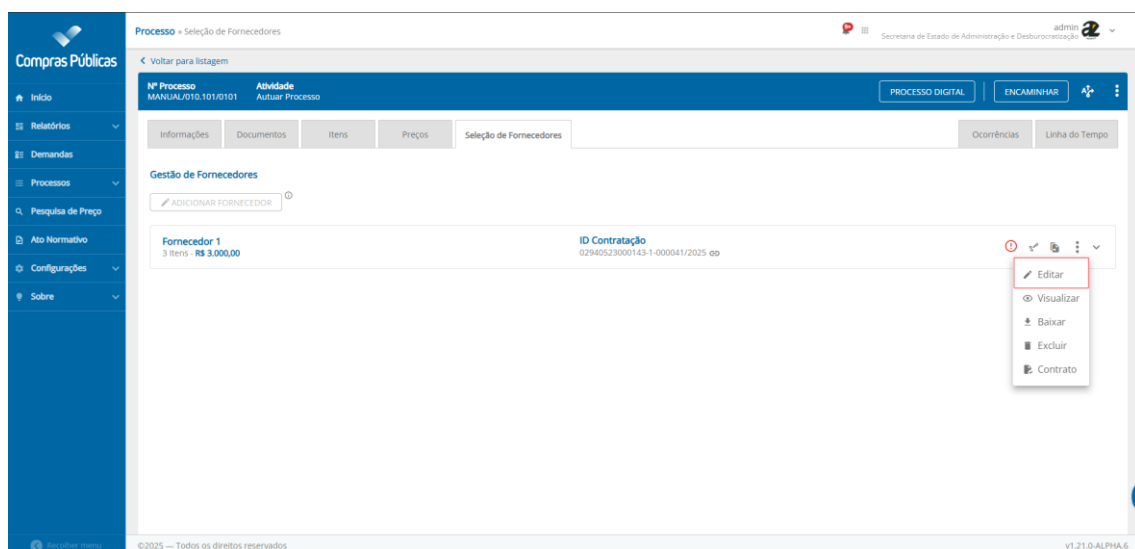 Compras Públicas
Processo » Seleção de Fornecedores
admin
Secretaria de Estado de Administração e Desburocratização
Voltar para listagem
Início
Relatórios
Demandas
Processos
Pesquisa de Preço
Ato Normativo
Configurações
Sobre
Recolher menu
Nº Processo
MANUAL/010.101/0101
Atividade
Autuar Processo
PROCESSO DIGITAL
ENCAMINHAR
Informações
Documentos
Itens
Preços
Seleção de Fornecedores
Ocorrências
Linha do Tempo
Gestão de Fornecedores
ADICIONAR FORNECEDOR
Fornecedor 1
3 Itens - R$ 3.000,00
ID Contratação
02940523000143-1-000041/2025
Editar
Visualizar
Baixar
Excluir
Contrato
©2025 — Todos os direitos reservados
v1.21.0-ALPHA.6